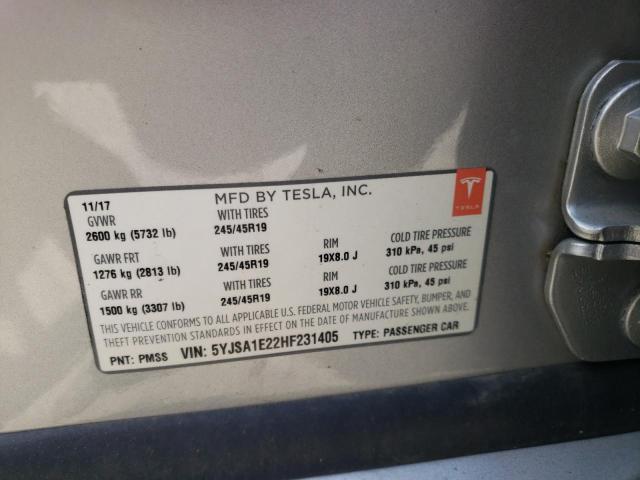 11/17 MFD BY TESLA, INC.
GVWR WITH TIRES
2600 kg (5732 lb) 245/45R19
GAWR FRT WITH TIRES RIM COLD TIRE PRESSURE
1276 kg (2813 lb) 245/45R19 19X8.0 J 310 kPa, 45 psi
GAWR RR WITH TIRES RIM COLD TIRE PRESSURE
1500 kg (3307 lb) 245/45R19 19X8.0 J 310 kPa, 45 psi
THIS VEHICLE CONFORMS TO ALL APPLICABLE U.S. FEDERAL MOTOR VEHICLE SAFETY, BUMPER, AND
THEFT PREVENTION STANDARDS IN EFFECT ON THE DATE OF MANUFACTURE SHOWN ABOVE.
PNT: PMSS VIN: 5YJSA1E22HF231405 TYPE: PASSENGER CAR
TESLA